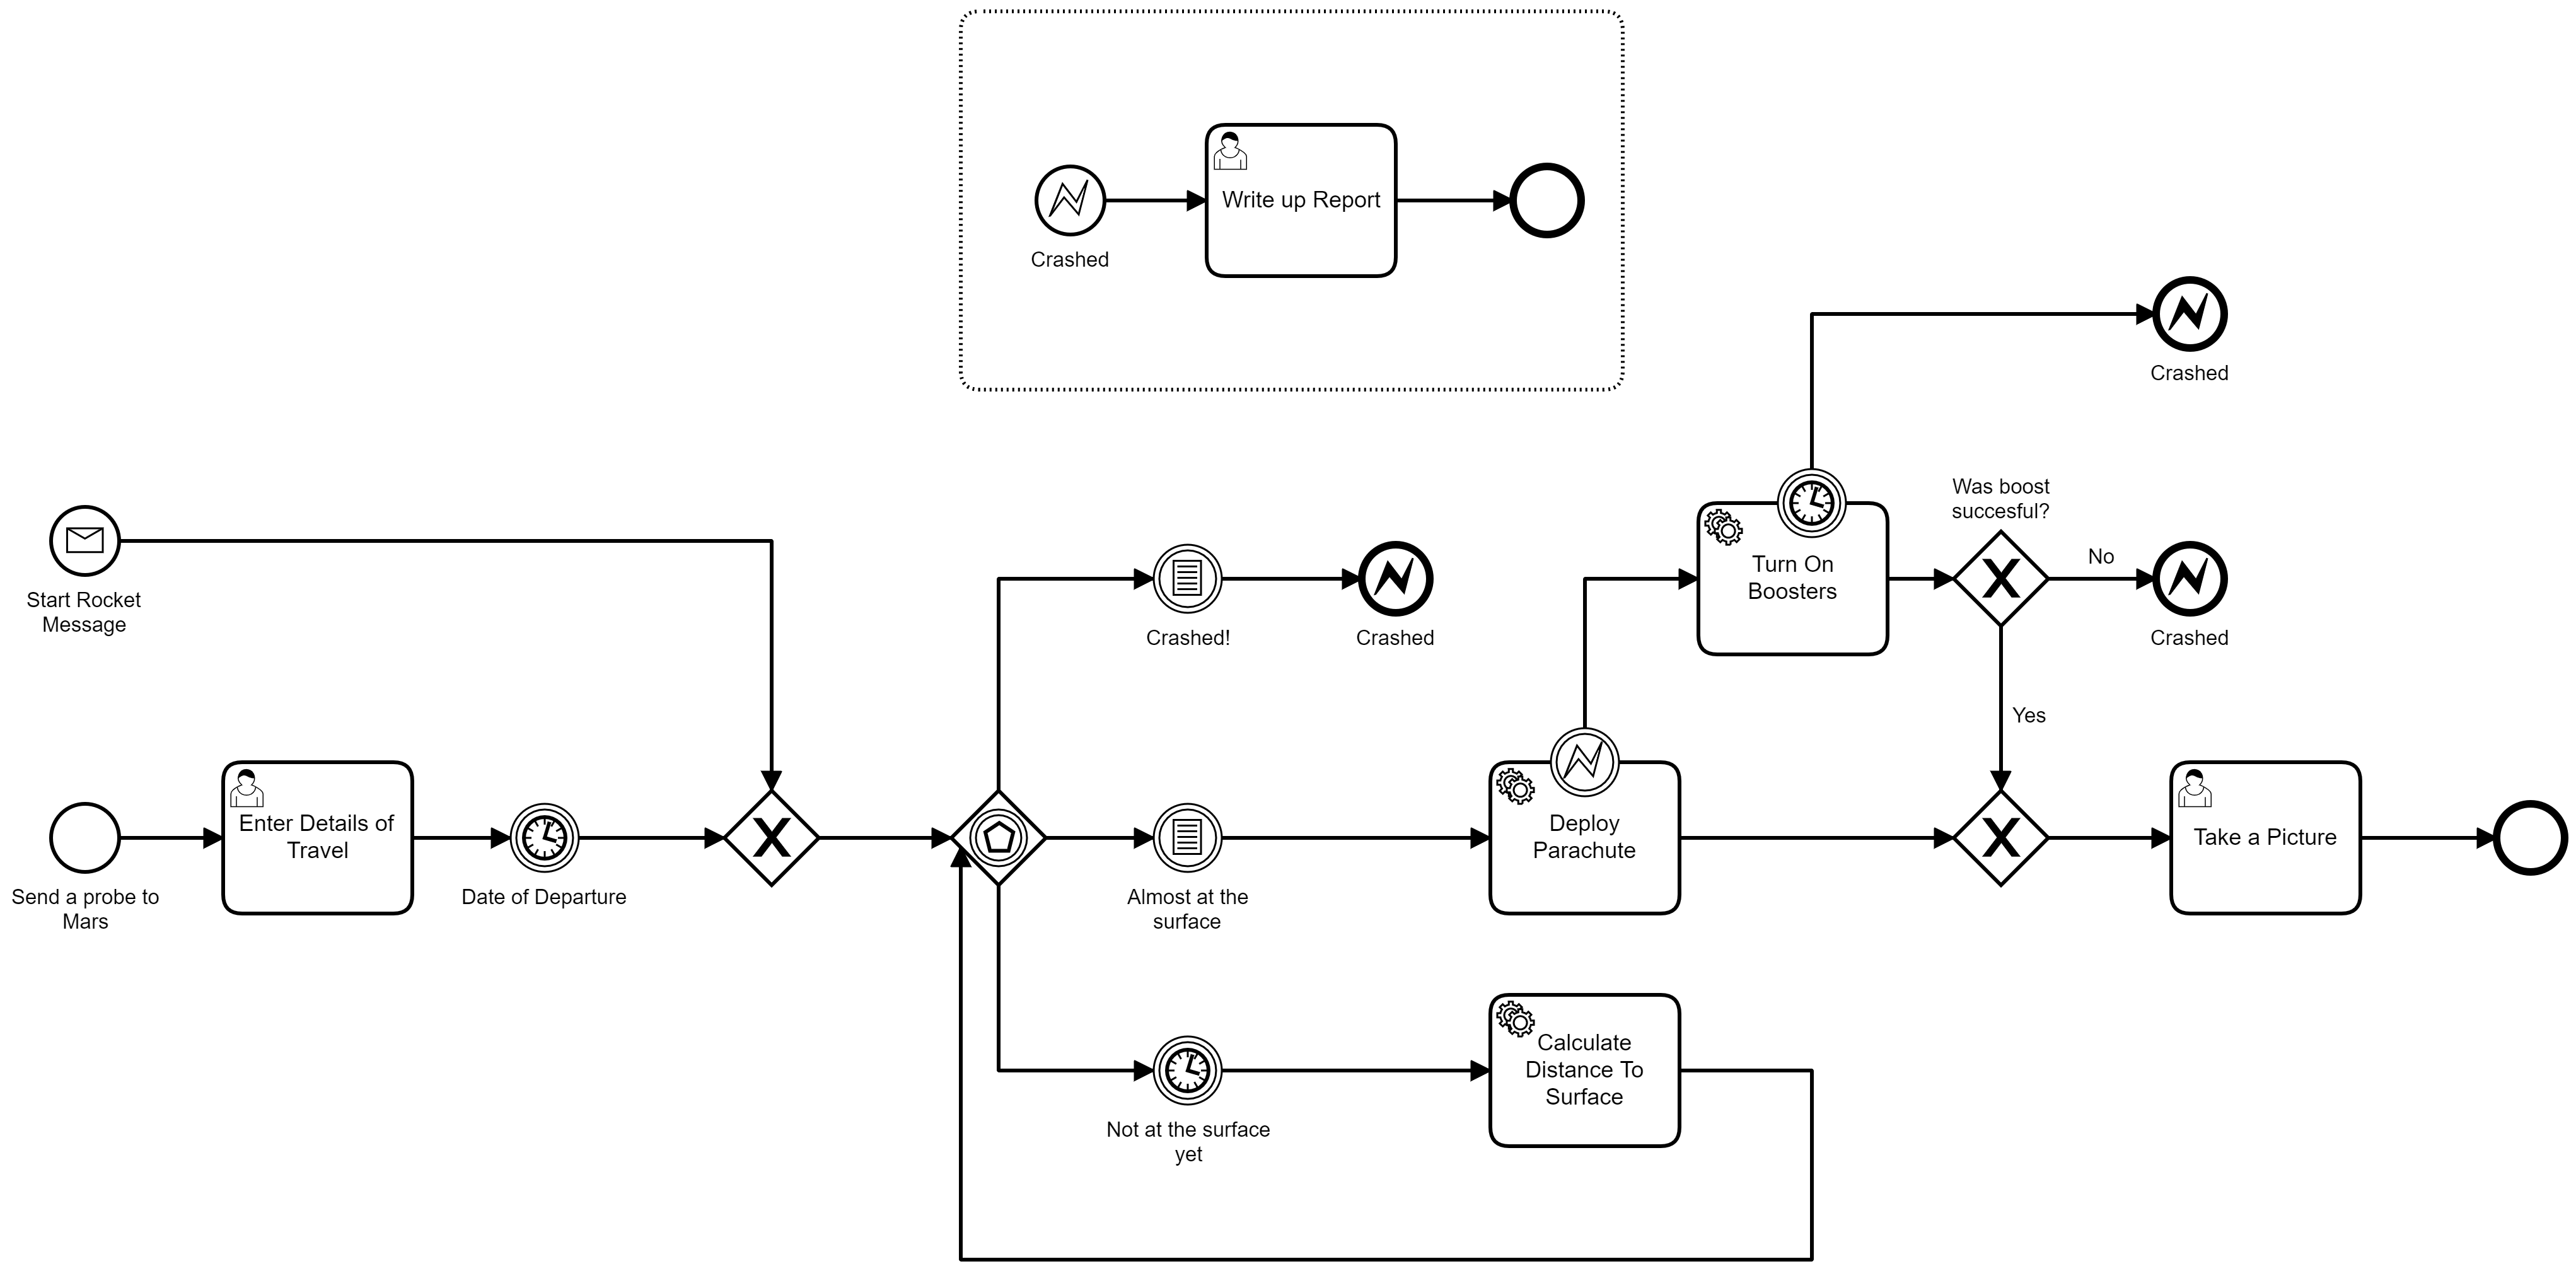 Write up Report
Crashed
Crashed
Was boost
succesful?
Start Rocket
Message
Crashed!
Crashed
Turn On
Boosters
No
Crashed
Yes
Send a probe to
Mars
Enter Details of
Travel
Date of Departure
Almost at the
surface
Deploy
Parachute
Take a Picture
Not at the surface
yet
Calculate
Distance To
Surface